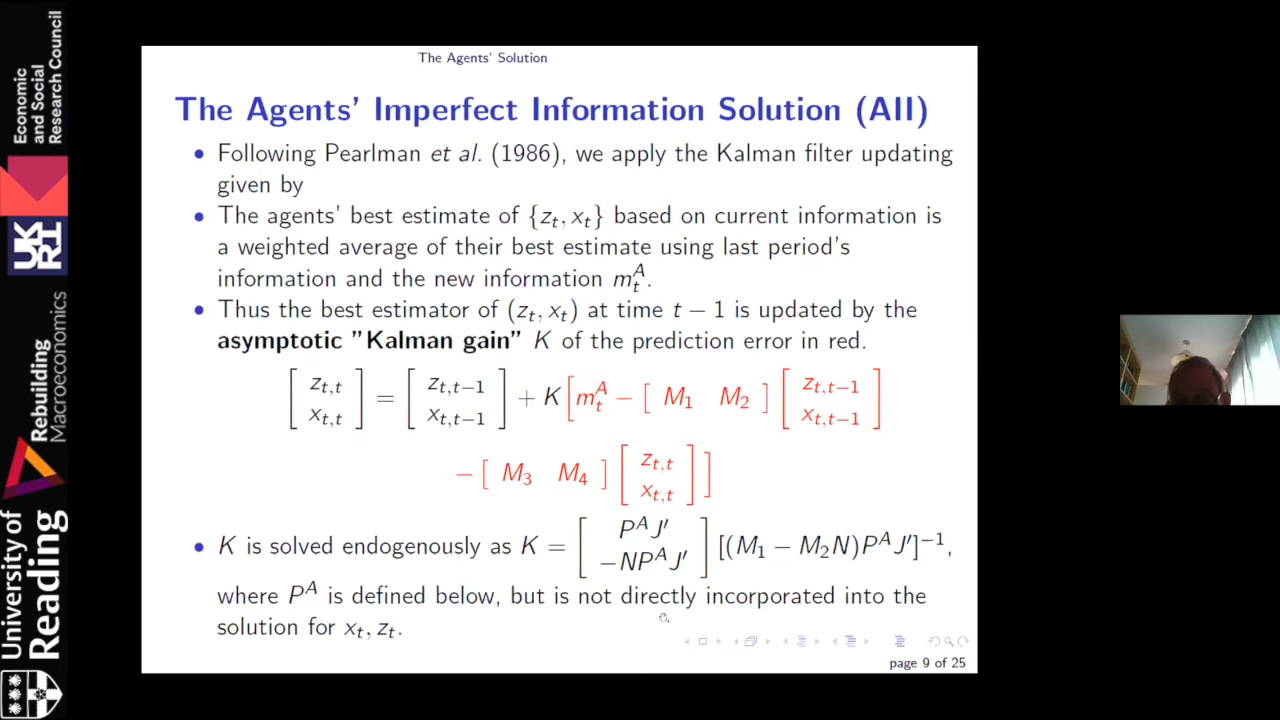 Economic
and Social
Research Council
UK
RI
Rebuilding
Macroeconomics
University of
Reading
The Agents' Solution
The Agents' Imperfect Information Solution (AII)
• Following Pearlman et al. (1986), we apply the Kalman filter updating
given by
• The agents' best estimate of {z_t, x_t} based on current information is
a weighted average of their best estimate using last period's
information and the new information m_t^A.
• Thus the best estimator of (z_t, x_t) at time t − 1 is updated by the
asymptotic "Kalman gain" K of the prediction error in red.
[ z_{t,t} ; x_{t,t} ] = [ z_{t,t−1} ; x_{t,t−1} ] + K [ m_t^A − [ M_1 M_2 ] [ z_{t,t−1} ; x_{t,t−1} ]
− [ M_3 M_4 ] [ z_{t,t} ; x_{t,t} ] ]
• K is solved endogenously as K = [ P^A J′ ; −NP^A J′ ] [(M_1 − M_2 N)P^A J′]^{−1},
where P^A is defined below, but is not directly incorporated into the
solution for x_t, z_t.
page 9 of 25